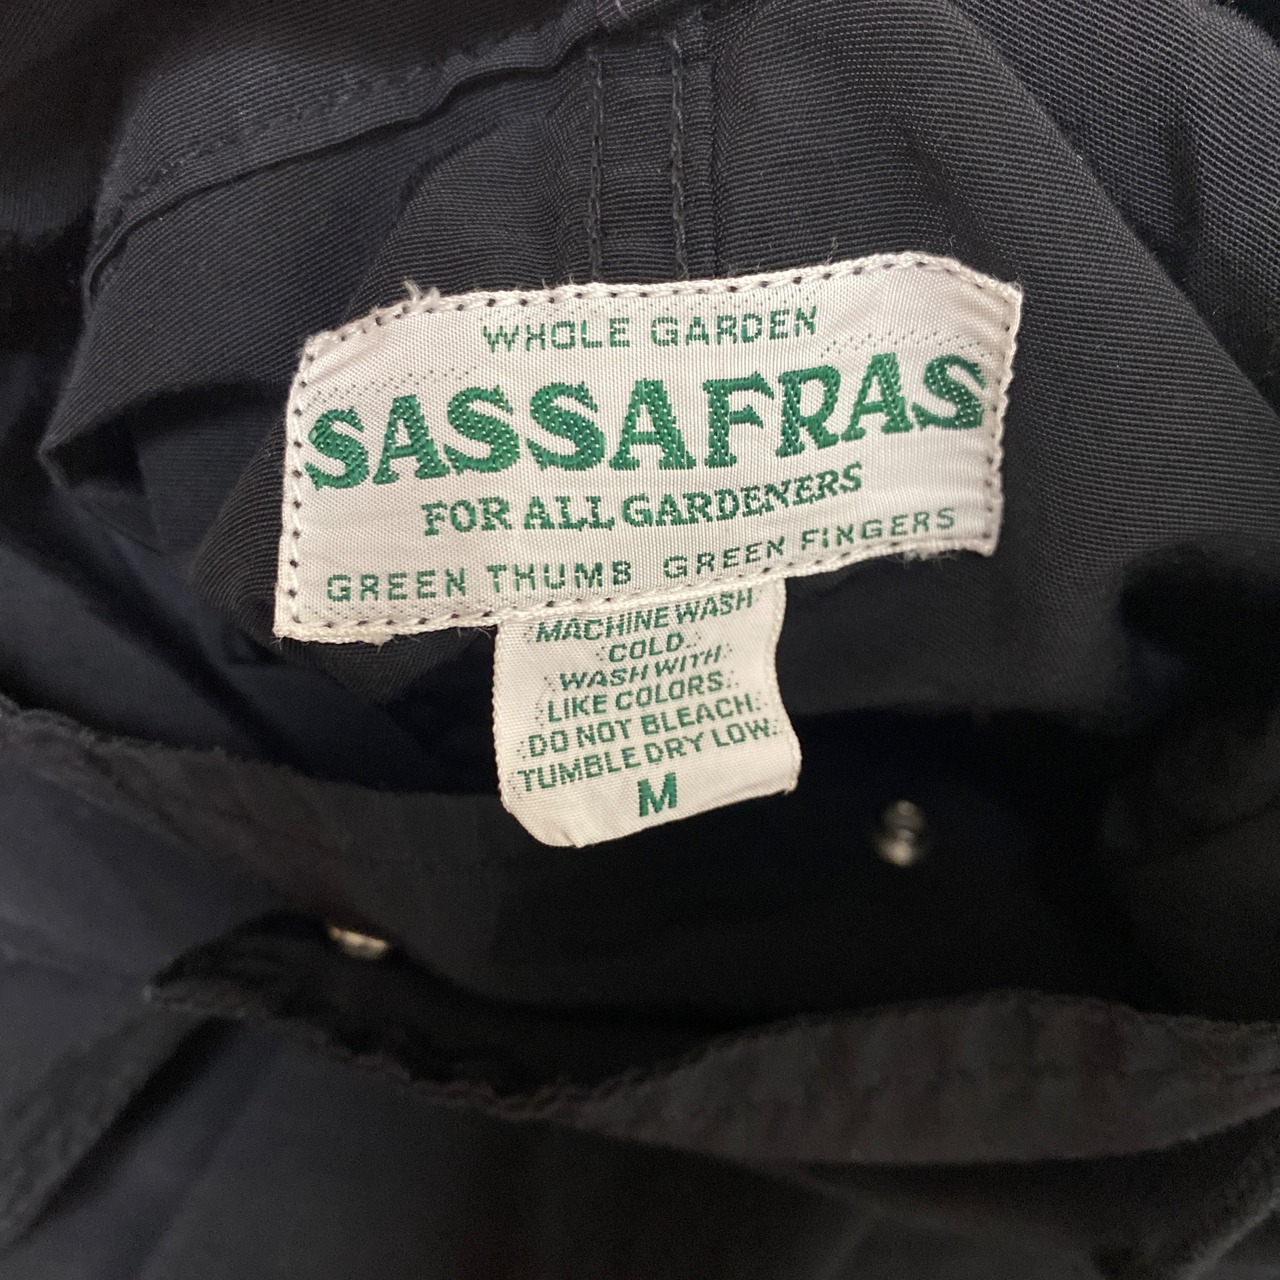 WHOLE GARDEN
SASSAFRAS
FOR ALL GARDENERS
GREEN THUMB GREEN FINGERS
MACHINE WASH
COLD.
WASH WITH
LIKE COLORS.
DO NOT BLEACH.
TUMBLE DRY LOW.
M